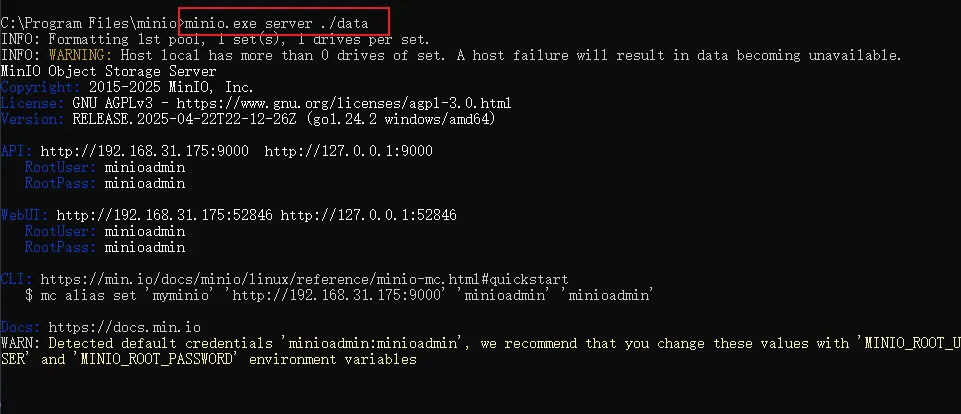 C:\Program Files\minio>minio.exe server ./data
INFO: Formatting 1st pool, 1 set(s), 1 drives per set.
INFO: WARNING: Host local has more than 0 drives of set. A host failure will result in data becoming unavailable.
MinIO Object Storage Server
Copyright: 2015-2025 MinIO, Inc.
License: GNU AGPLv3 - https://www.gnu.org/licenses/agpl-3.0.html
Version: RELEASE.2025-04-22T22-12-26Z (go1.24.2 windows/amd64)
API: http://192.168.31.175:9000  http://127.0.0.1:9000
RootUser: minioadmin
RootPass: minioadmin
WebUI: http://192.168.31.175:52846 http://127.0.0.1:52846
RootUser: minioadmin
RootPass: minioadmin
CLI: https://min.io/docs/minio/linux/reference/minio-mc.html#quickstart
$ mc alias set 'myminio' 'http://192.168.31.175:9000' 'minioadmin' 'minioadmin'
Docs: https://docs.min.io
WARN: Detected default credentials 'minioadmin:minioadmin', we recommend that you change these values with 'MINIO_ROOT_U
SER' and 'MINIO_ROOT_PASSWORD' environment variables